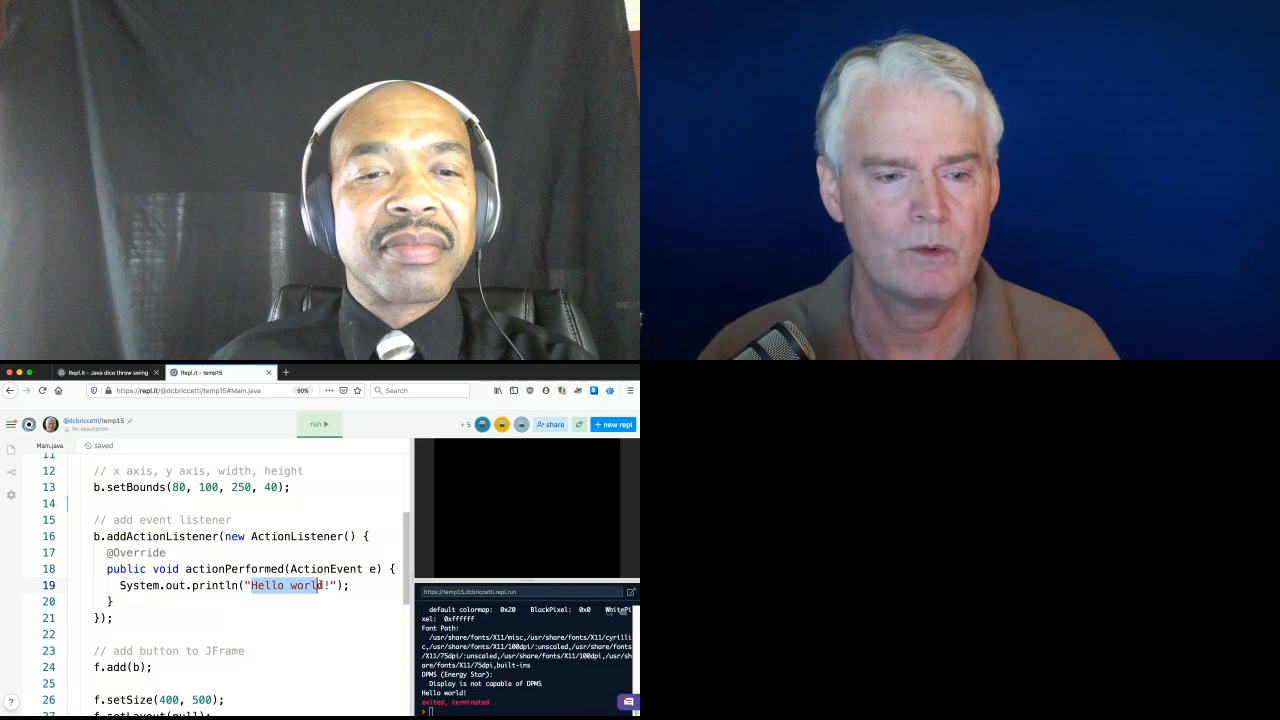 Repl.it - Java dice throw swing
Repl.it - temp15
https://repl.it/@dcbriccetti/temp15#Main.java
90%
Search
@dcbriccetti/temp15
No description
run
+ 5
share
+ new repl
Main.java
saved
11
12 // x axis, y axis, width, height
13 b.setBounds(80, 100, 250, 40);
14
15 // add event listener
16 b.addActionListener(new ActionListener() {
17 @Override
18 public void actionPerformed(ActionEvent e) {
19 System.out.println("Hello world!");
20 }
21 });
22
23 // add button to JFrame
24 f.add(b);
25
26 f.setSize(400, 500);
27 f.setLayout(null);
https://temp15.dcbriccetti.repl.run
default colormap: 0x20 BlackPixel: 0x0 WhitePi
xel: 0xffffff
Font Path:
/usr/share/fonts/X11/misc,/usr/share/fonts/X11/cyrilli
c,/usr/share/fonts/X11/100dpi/:unscaled,/usr/share/fonts
/X11/75dpi/:unscaled,/usr/share/fonts/X11/100dpi,/usr/sh
are/fonts/X11/75dpi,built-ins
DPMS (Energy Star):
Display is not capable of DPMS
Hello world!
exited, terminated
?